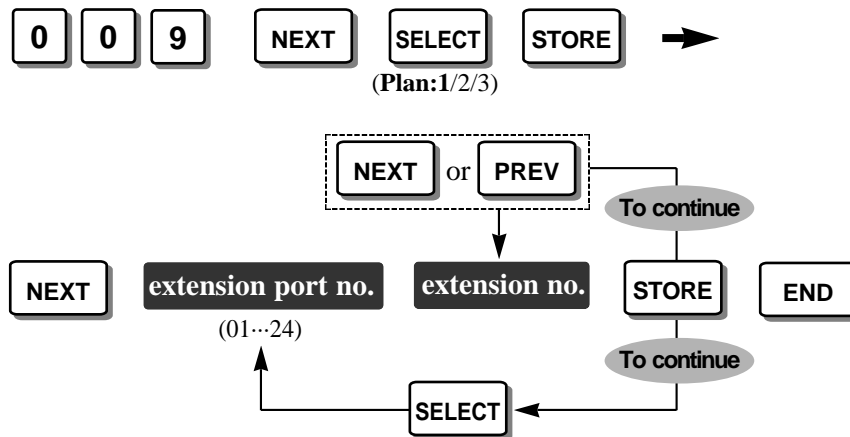 0 0 9 NEXT SELECT STORE
(Plan:1/2/3)
NEXT or PREV
To continue
NEXT extension port no. extension no. STORE END
(01···24)
To continue
SELECT